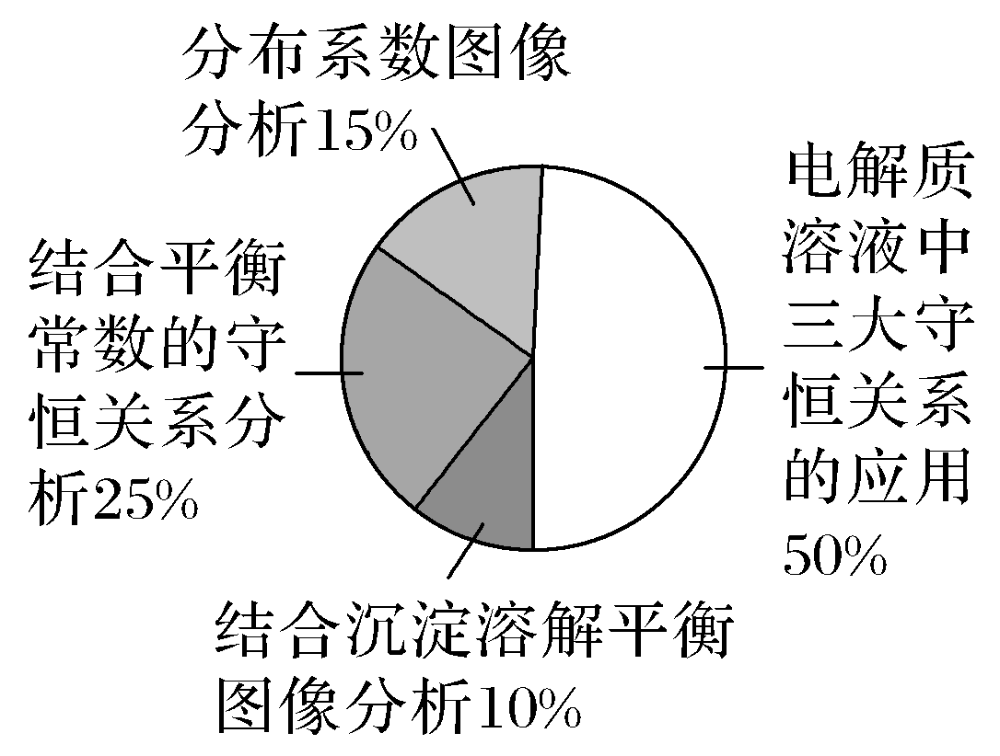 分布系数图像
分析15%
电解质
溶液中
三大守
恒关系
的应用
50%
结合平衡
常数的守
恒关系分
析25%
结合沉淀溶解平衡
图像分析10%